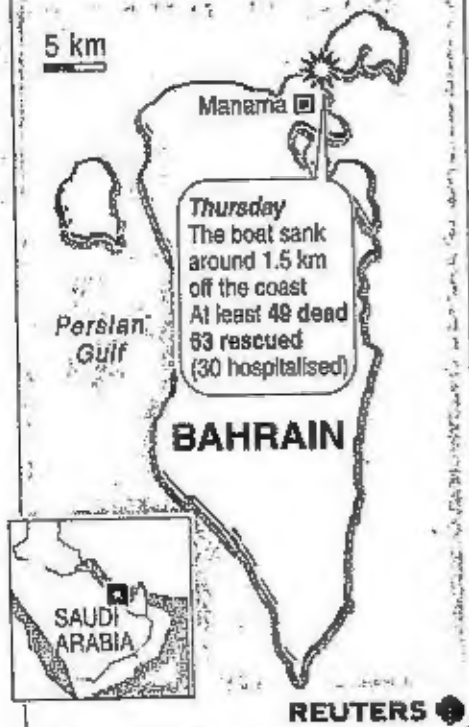 5 km
Manama
Thursday
The boat sank
around 1.5 km
off the coast
At least 49 dead
63 rescued
(30 hospitalised)
Persian
Gulf
BAHRAIN
SAUDI
ARABIA
REUTERS